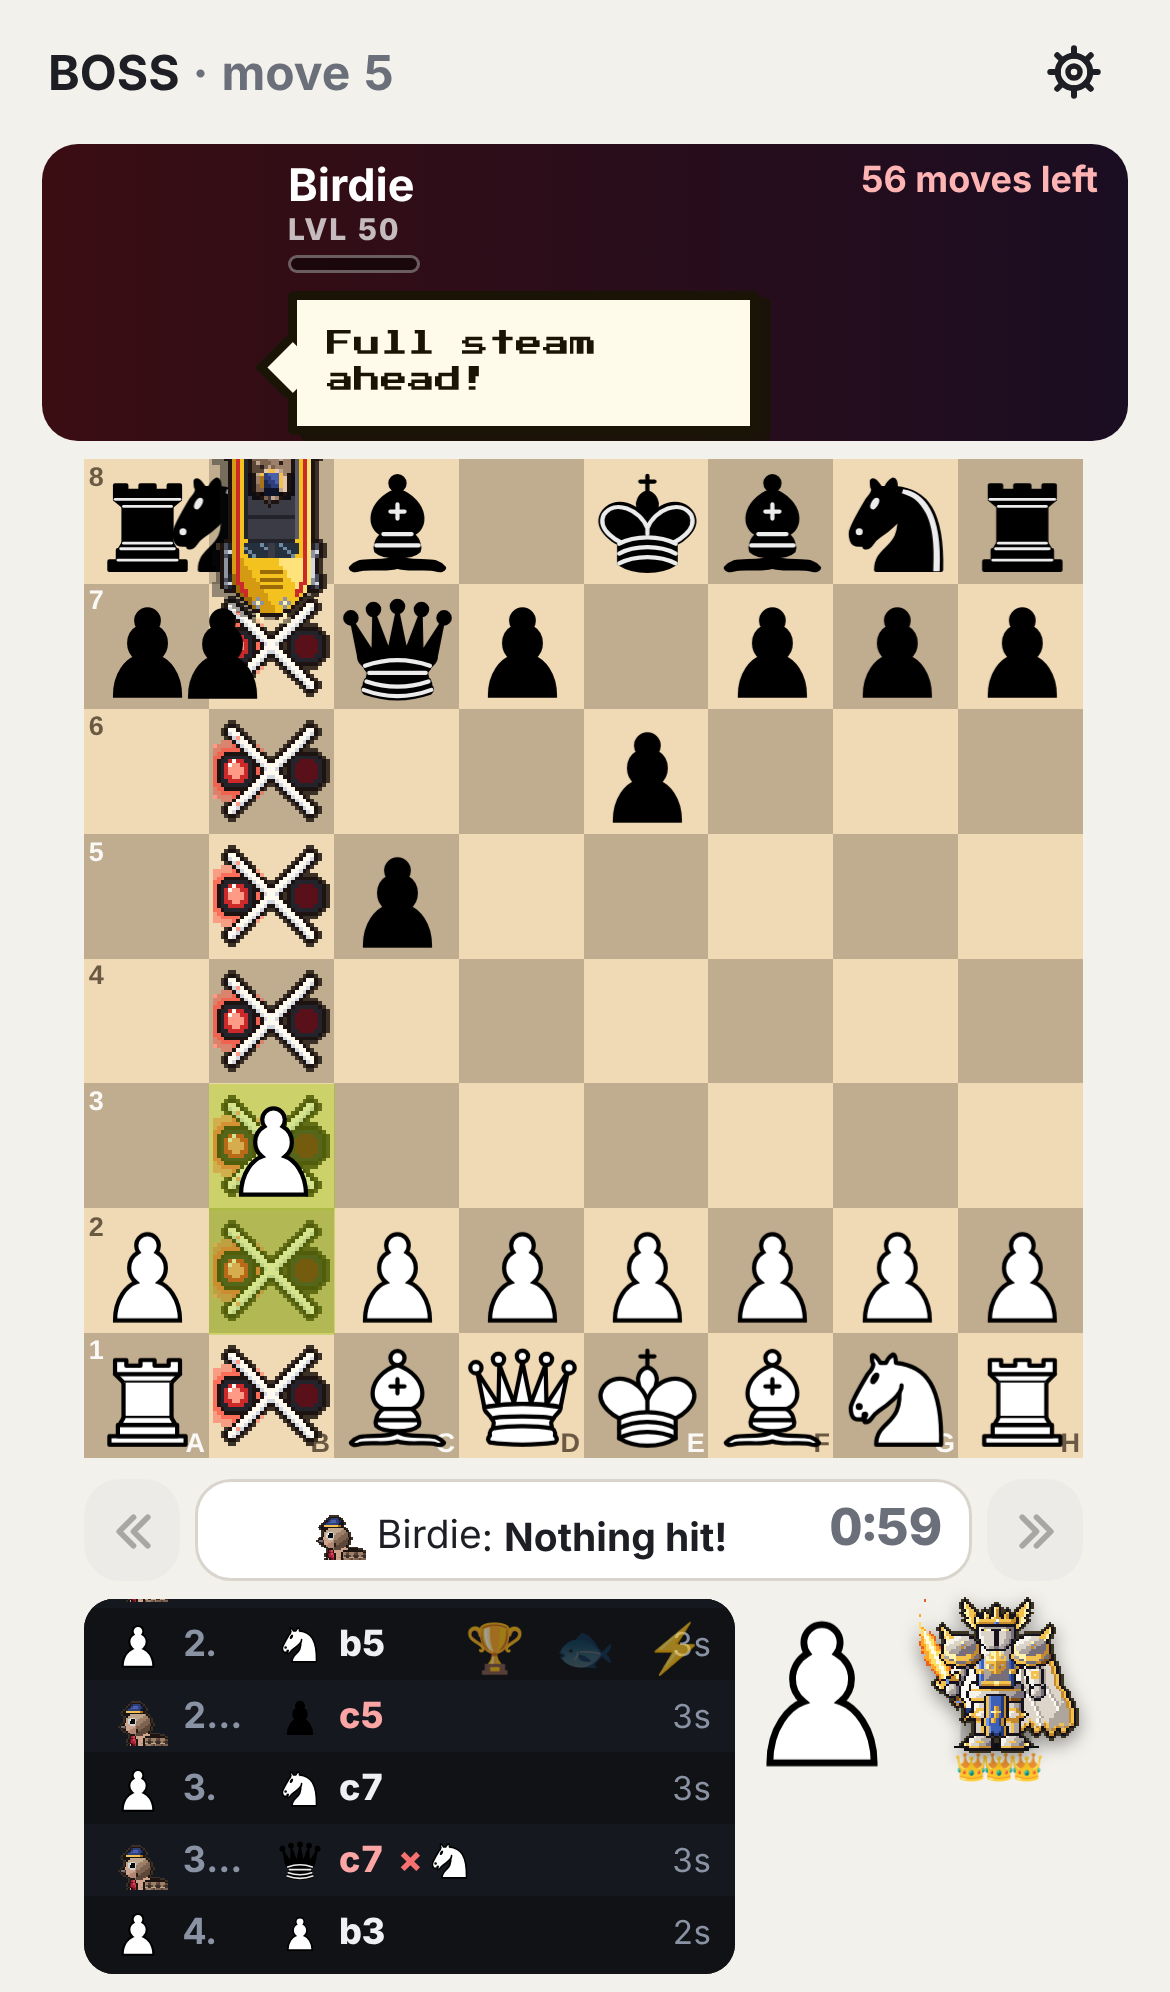 BOSS · move 5
Birdie
56 moves left
LVL 50
Full steam
ahead!
8
7
6
5
4
3
2
1
A B C D E F G H
Birdie: Nothing hit! 0:59
2. b5 3s
2... c5 3s
3. c7 3s
3... c7 × 3s
4. b3 2s